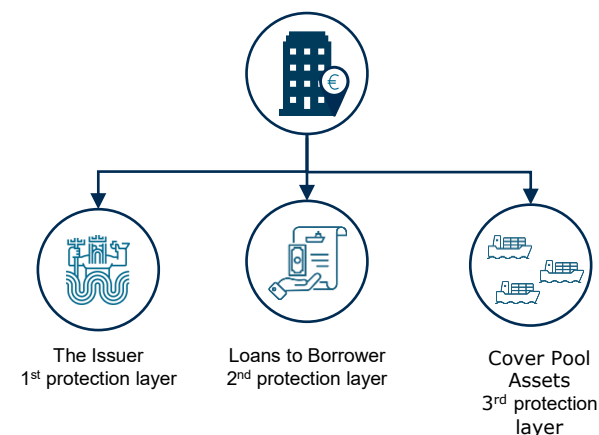 €
The Issuer
1st protection layer
Loans to Borrower
2nd protection layer
Cover Pool
Assets
3rd protection
layer